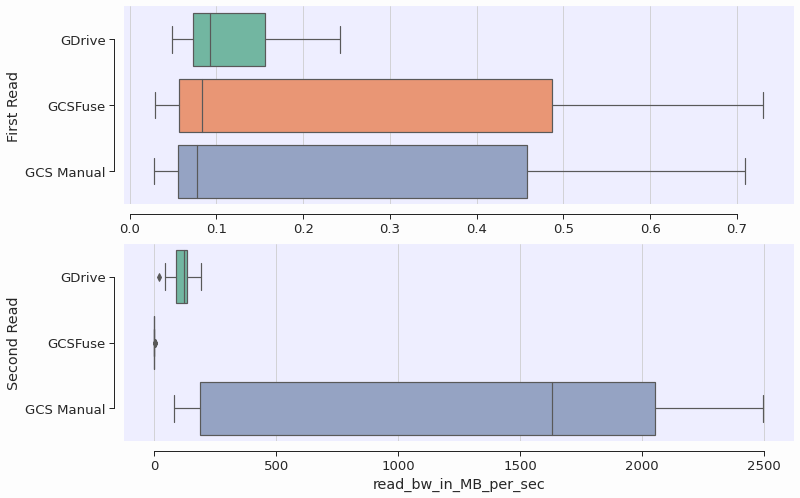 First Read
GDrive
GCSFuse
GCS Manual
0.0 0.1 0.2 0.3 0.4 0.5 0.6 0.7
Second Read
GDrive
GCSFuse
GCS Manual
0 500 1000 1500 2000 2500
read_bw_in_MB_per_sec